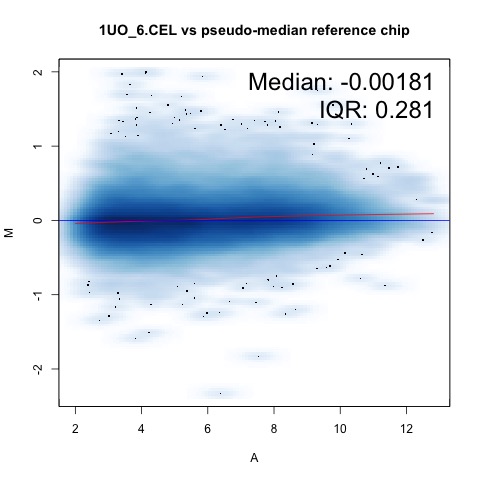 1UO_6.CEL vs pseudo-median reference chip
Median: -0.00181
IQR: 0.281
2
1
0
-1
-2
M
2 4 6 8 10 12
A